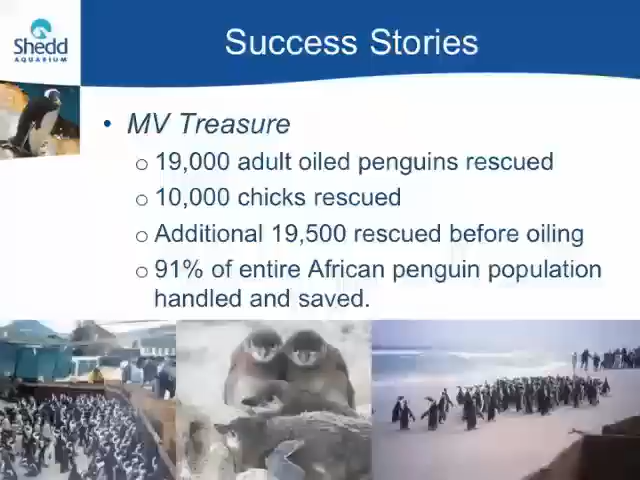 Shedd
AQUARIUM
Success Stories
• MV Treasure
o 19,000 adult oiled penguins rescued
o 10,000 chicks rescued
o Additional 19,500 rescued before oiling
o 91% of entire African penguin population
handled and saved.